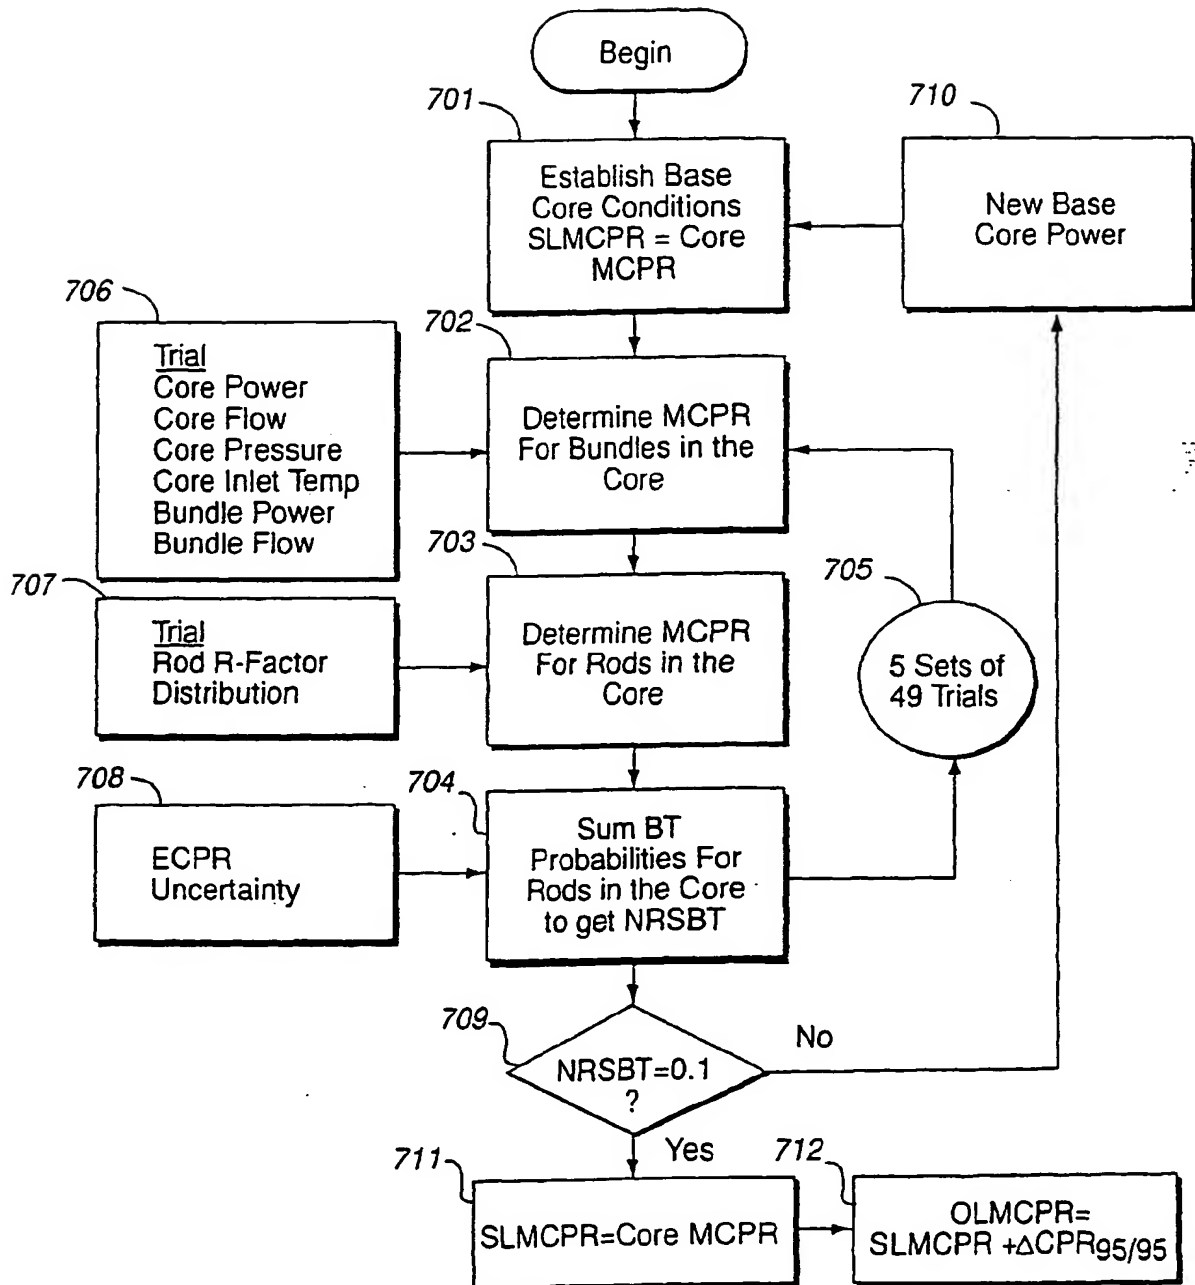 Begin
701
Establish Base
Core Conditions
SLMCPR = Core
MCPR
710
New Base
Core Power
706
Trial
Core Power
Core Flow
Core Pressure
Core Inlet Temp
Bundle Power
Bundle Flow
702
Determine MCPR
For Bundles in the
Core
707
Trial
Rod R-Factor
Distribution
703
Determine MCPR
For Rods in the
Core
705
5 Sets of
49 Trials
708
ECPR
Uncertainty
704
Sum BT
Probabilities For
Rods in the Core
to get NRSBT
709
NRSBT=0.1
?
No
Yes
711
SLMCPR=Core MCPR
712
OLMCPR=
SLMCPR +ΔCPR95/95